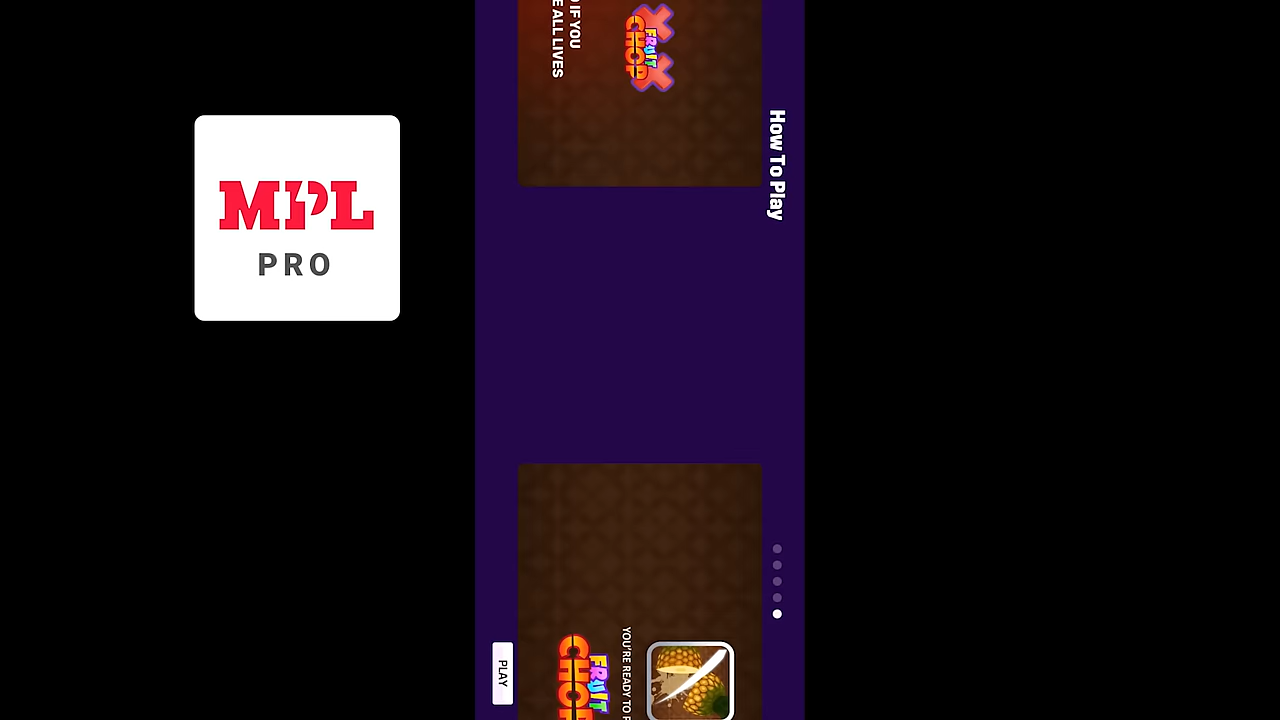 MPL
PRO
How To Play
FRUIT
CHOP
IF YOU
ALL LIVES
YOU'RE READY TO
FRUIT
CHOP
PLAY